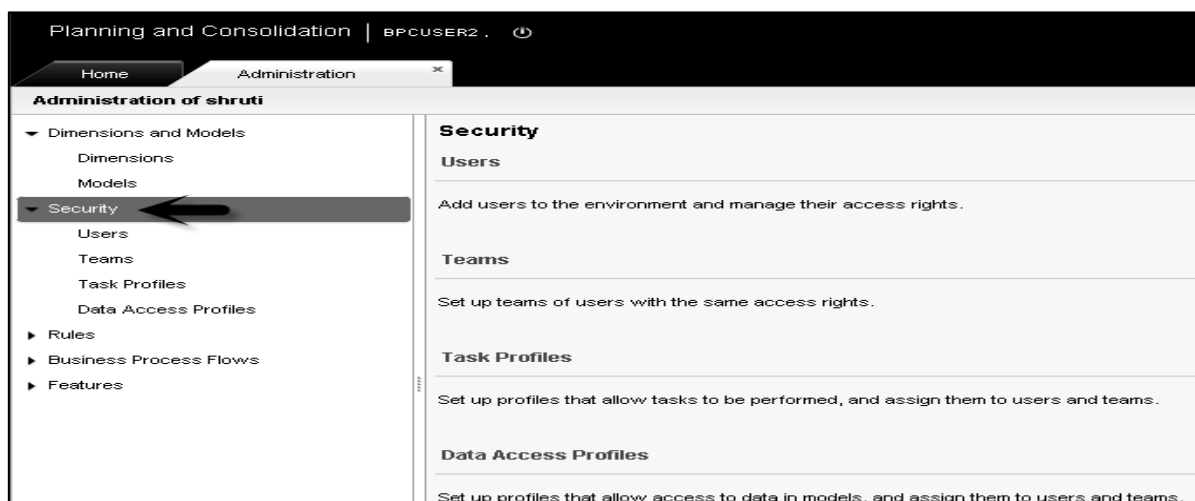 Planning and Consolidation | BPCUSER2 .
Home
Administration
Administration of shruti
Dimensions and Models
Dimensions
Models
Security
Users
Teams
Task Profiles
Data Access Profiles
Rules
Business Process Flows
Features
Security
Users
Add users to the environment and manage their access rights.
Teams
Set up teams of users with the same access rights.
Task Profiles
Set up profiles that allow tasks to be performed, and assign them to users and teams.
Data Access Profiles
Set up profiles that allow access to data in models, and assign them to users and teams.